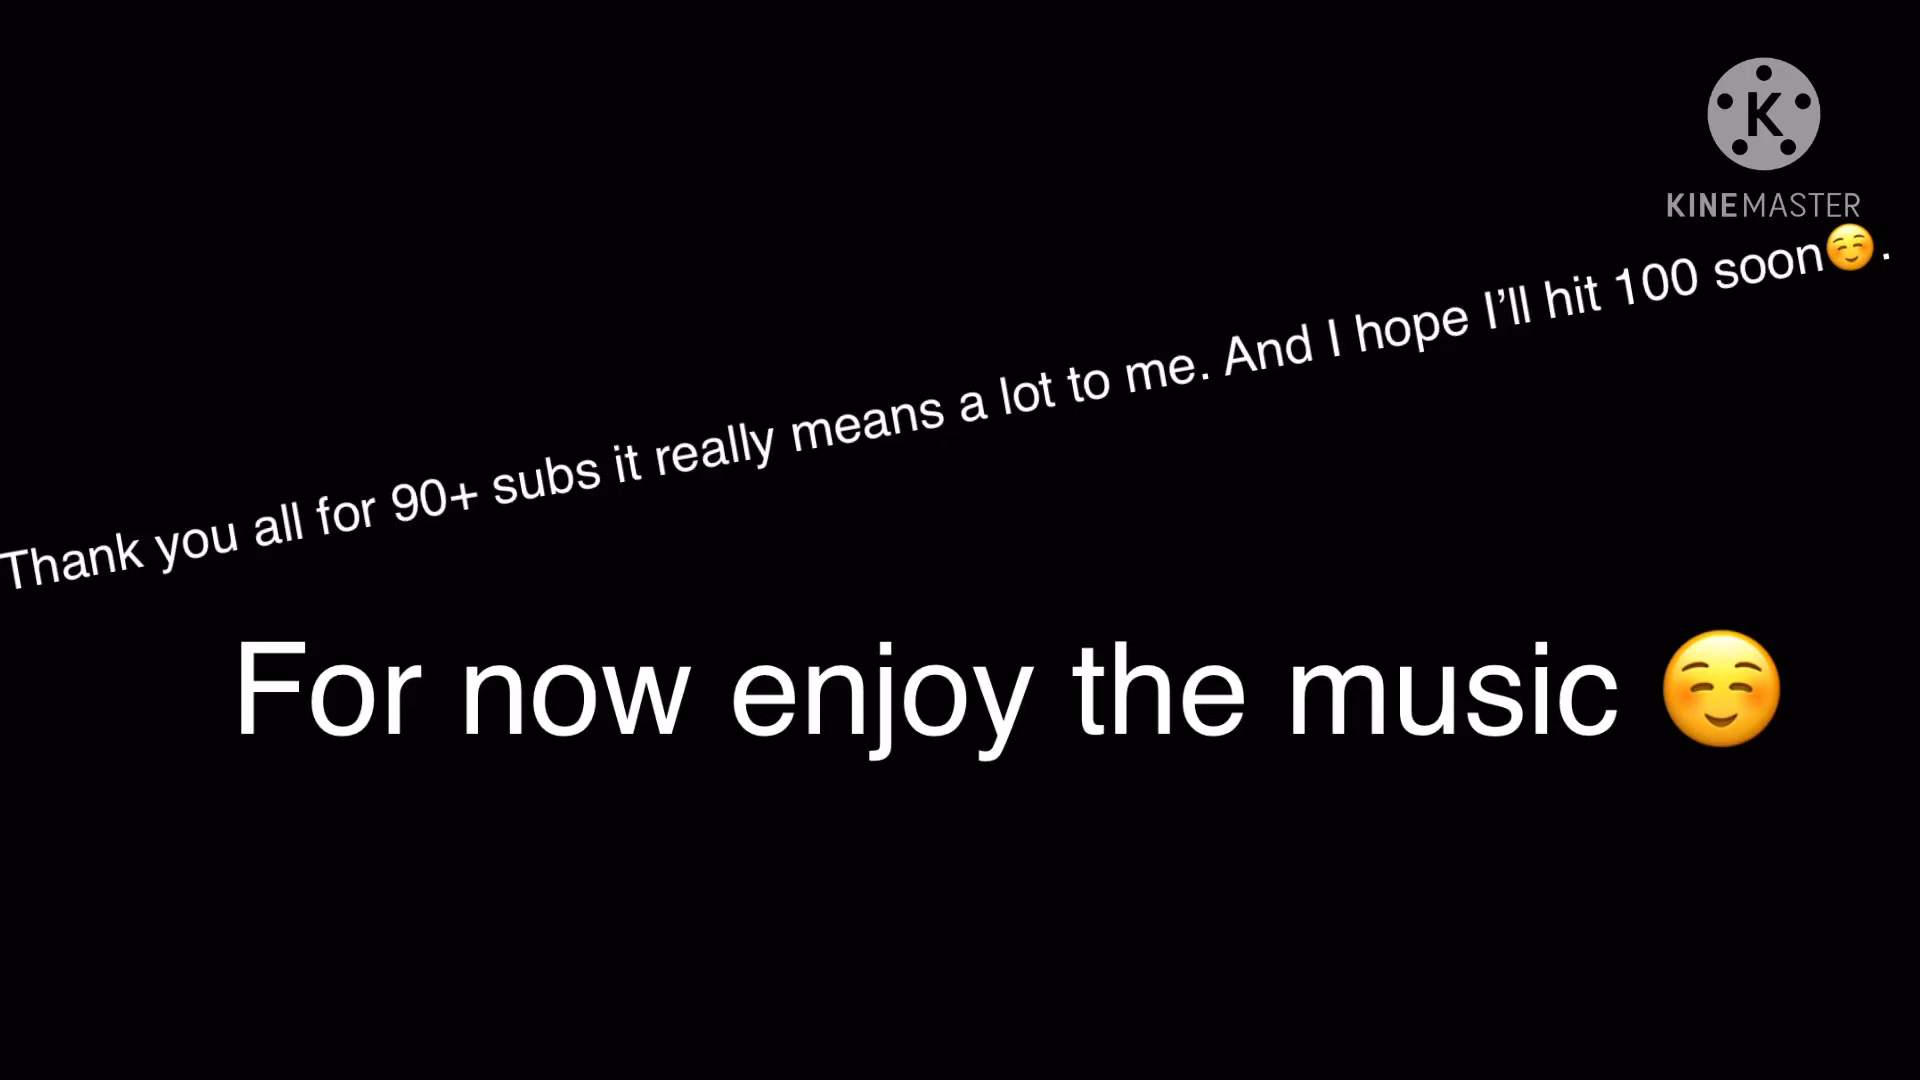 K
KINEMASTER
Thank you all for 90+ subs it really means a lot to me. And I hope I’ll hit 100 soon☺️.
For now enjoy the music ☺️